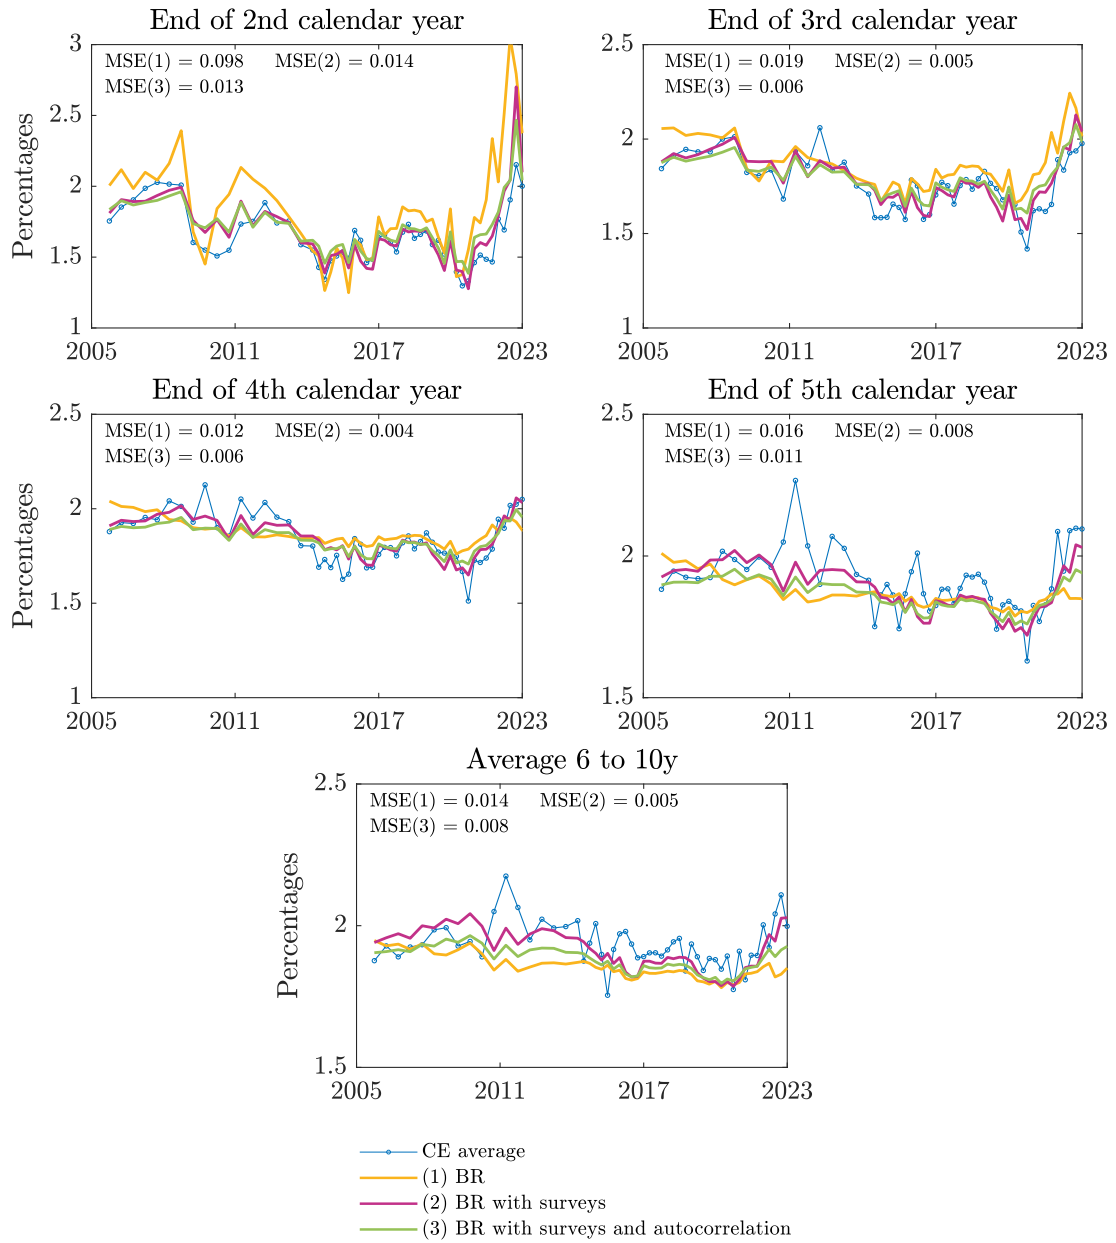 End of 2nd calendar year
End of 3rd calendar year
3
MSE(1) = 0.098 MSE(2) = 0.014
MSE(3) = 0.013
2.5
2
1.5
1
Percentages
2005 2011 2017 2023
2.5
MSE(1) = 0.019 MSE(2) = 0.005
MSE(3) = 0.006
2
1.5
1
2005 2011 2017 2023
End of 4th calendar year
End of 5th calendar year
2.5
MSE(1) = 0.012 MSE(2) = 0.004
MSE(3) = 0.006
2
1.5
1
Percentages
2005 2011 2017 2023
2.5
MSE(1) = 0.016 MSE(2) = 0.008
MSE(3) = 0.011
2
1.5
2005 2011 2017 2023
Average 6 to 10y
2.5
MSE(1) = 0.014 MSE(2) = 0.005
MSE(3) = 0.008
2
1.5
Percentages
2005 2011 2017 2023
CE average
(1) BR
(2) BR with surveys
(3) BR with surveys and autocorrelation